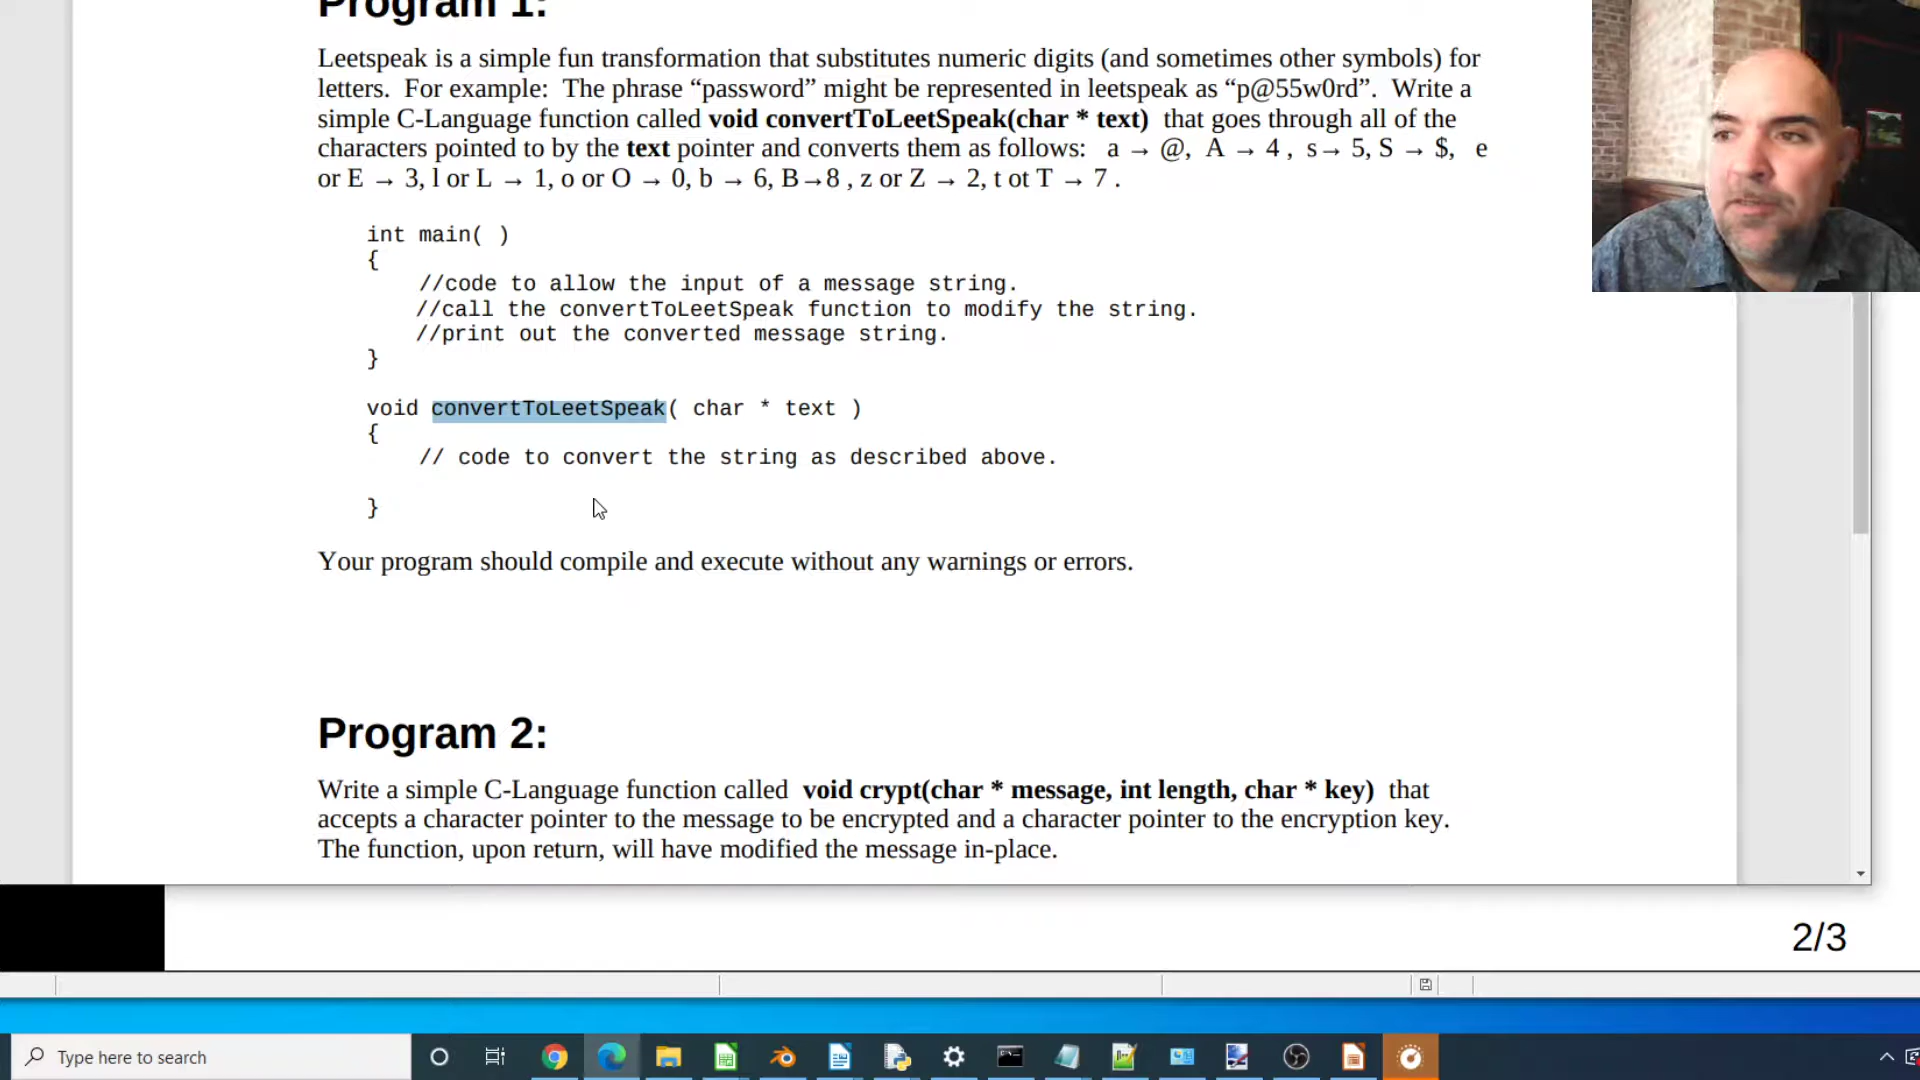 Program 1:
Leetspeak is a simple fun transformation that substitutes numeric digits (and sometimes other symbols) for
letters.  For example:  The phrase “password” might be represented in leetspeak as “p@55w0rd”.  Write a
simple C-Language function called void convertToLeetSpeak(char * text)  that goes through all of the
characters pointed to by the text pointer and converts them as follows:   a → @,  A → 4 ,  s→ 5, S → $,   e
or E → 3, l or L → 1, o or O → 0, b → 6, B→8 , z or Z → 2, t ot T → 7 .
int main( )
{
//code to allow the input of a message string.
//call the convertToLeetSpeak function to modify the string.
//print out the converted message string.
}
void convertToLeetSpeak( char * text )
{
// code to convert the string as described above.
}
Your program should compile and execute without any warnings or errors.
Program 2:
Write a simple C-Language function called  void crypt(char * message, int length, char * key)  that
accepts a character pointer to the message to be encrypted and a character pointer to the encryption key.
The function, upon return, will have modified the message in-place.
2/3
Type here to search